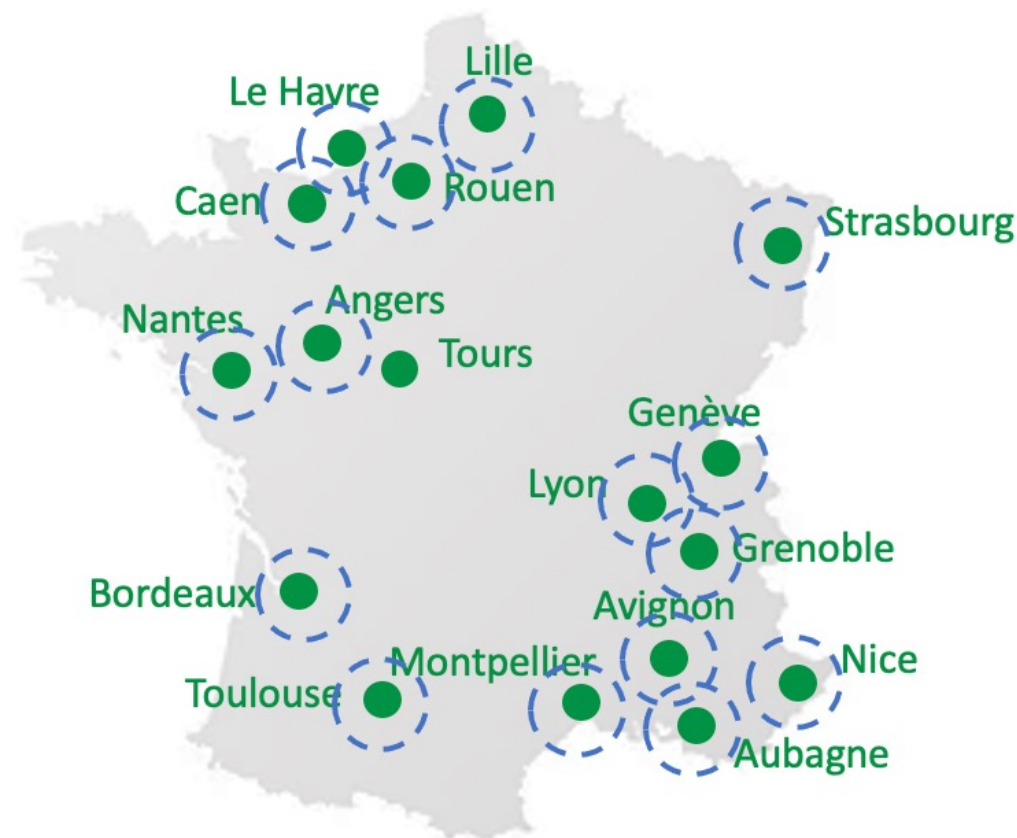 Lille
Le Havre
Rouen
Caen
Strasbourg
Angers
Nantes
Tours
Genève
Lyon
Grenoble
Bordeaux
Avignon
Montpellier
Nice
Toulouse
Aubagne